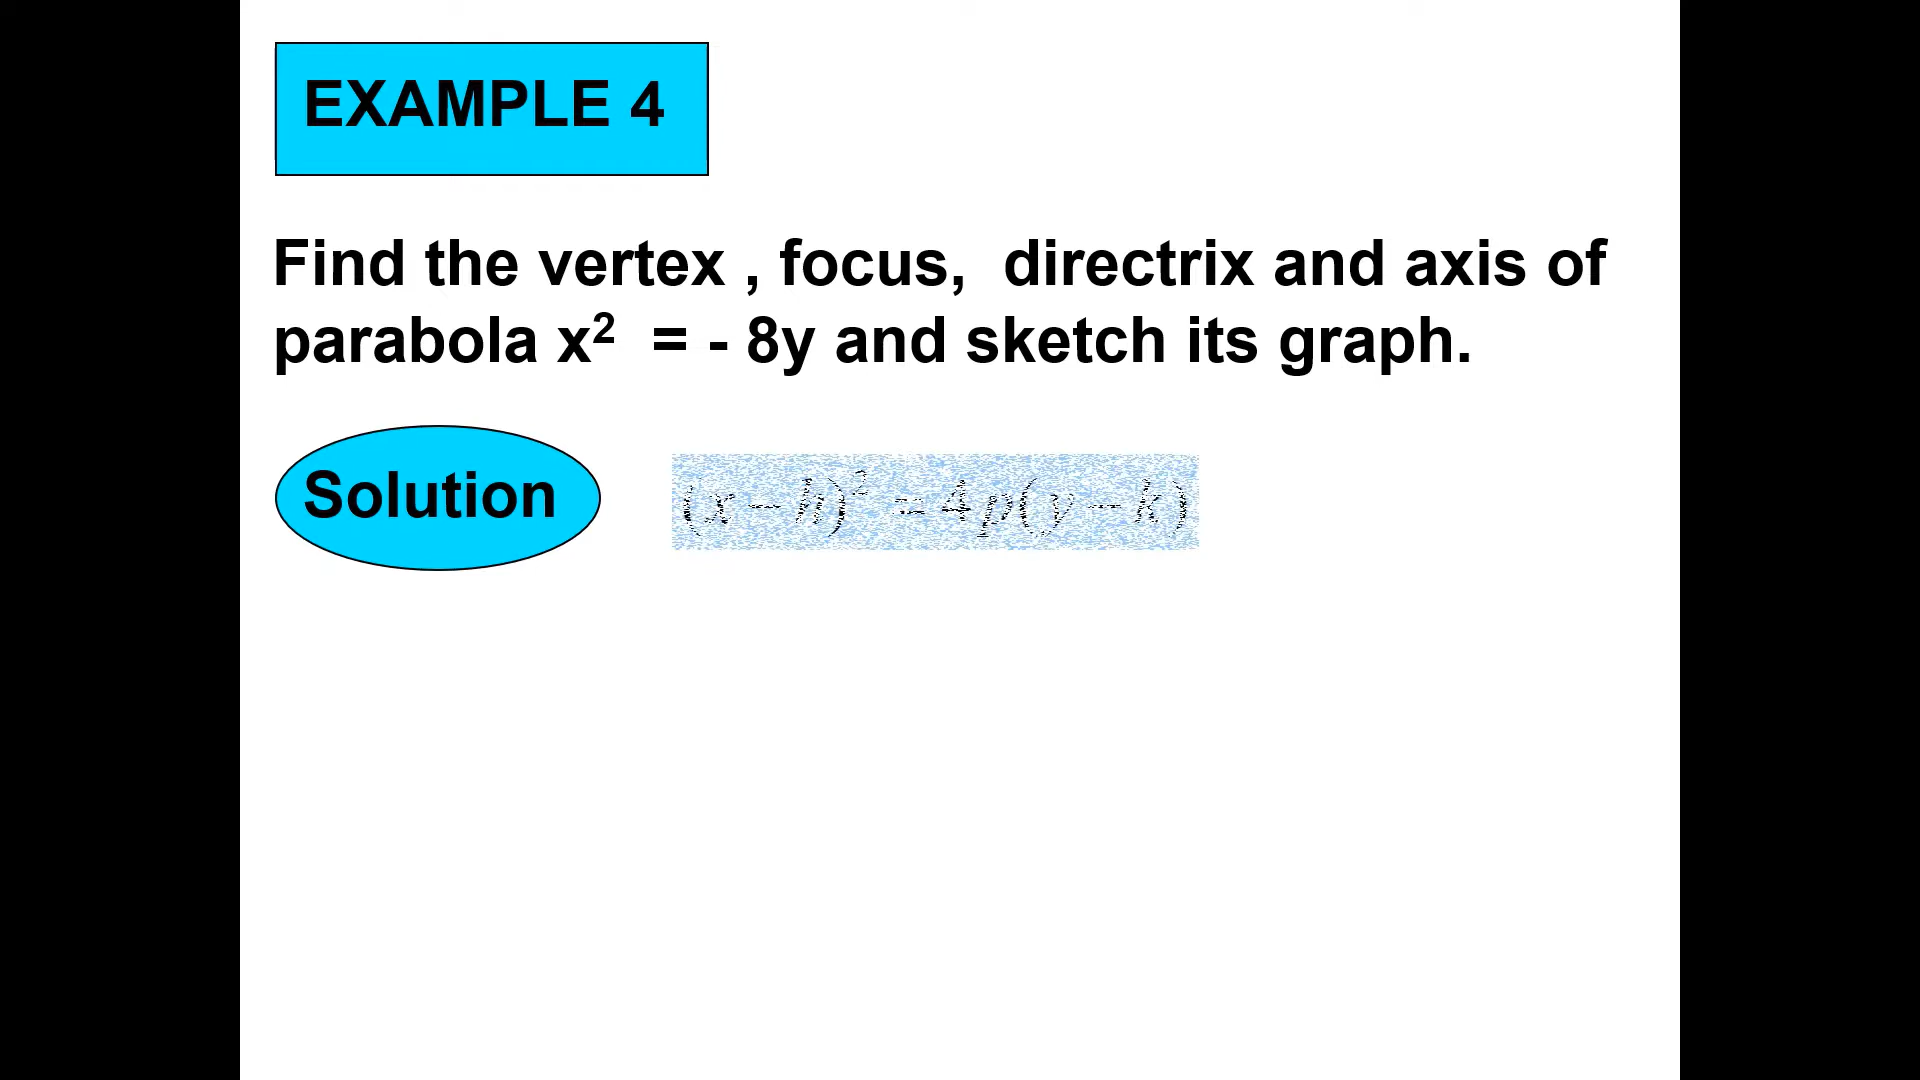 EXAMPLE 4
Find the vertex , focus,  directrix and axis of
parabola x²  = - 8y and sketch its graph.
Solution
(x − h)² = 4p(y − k)